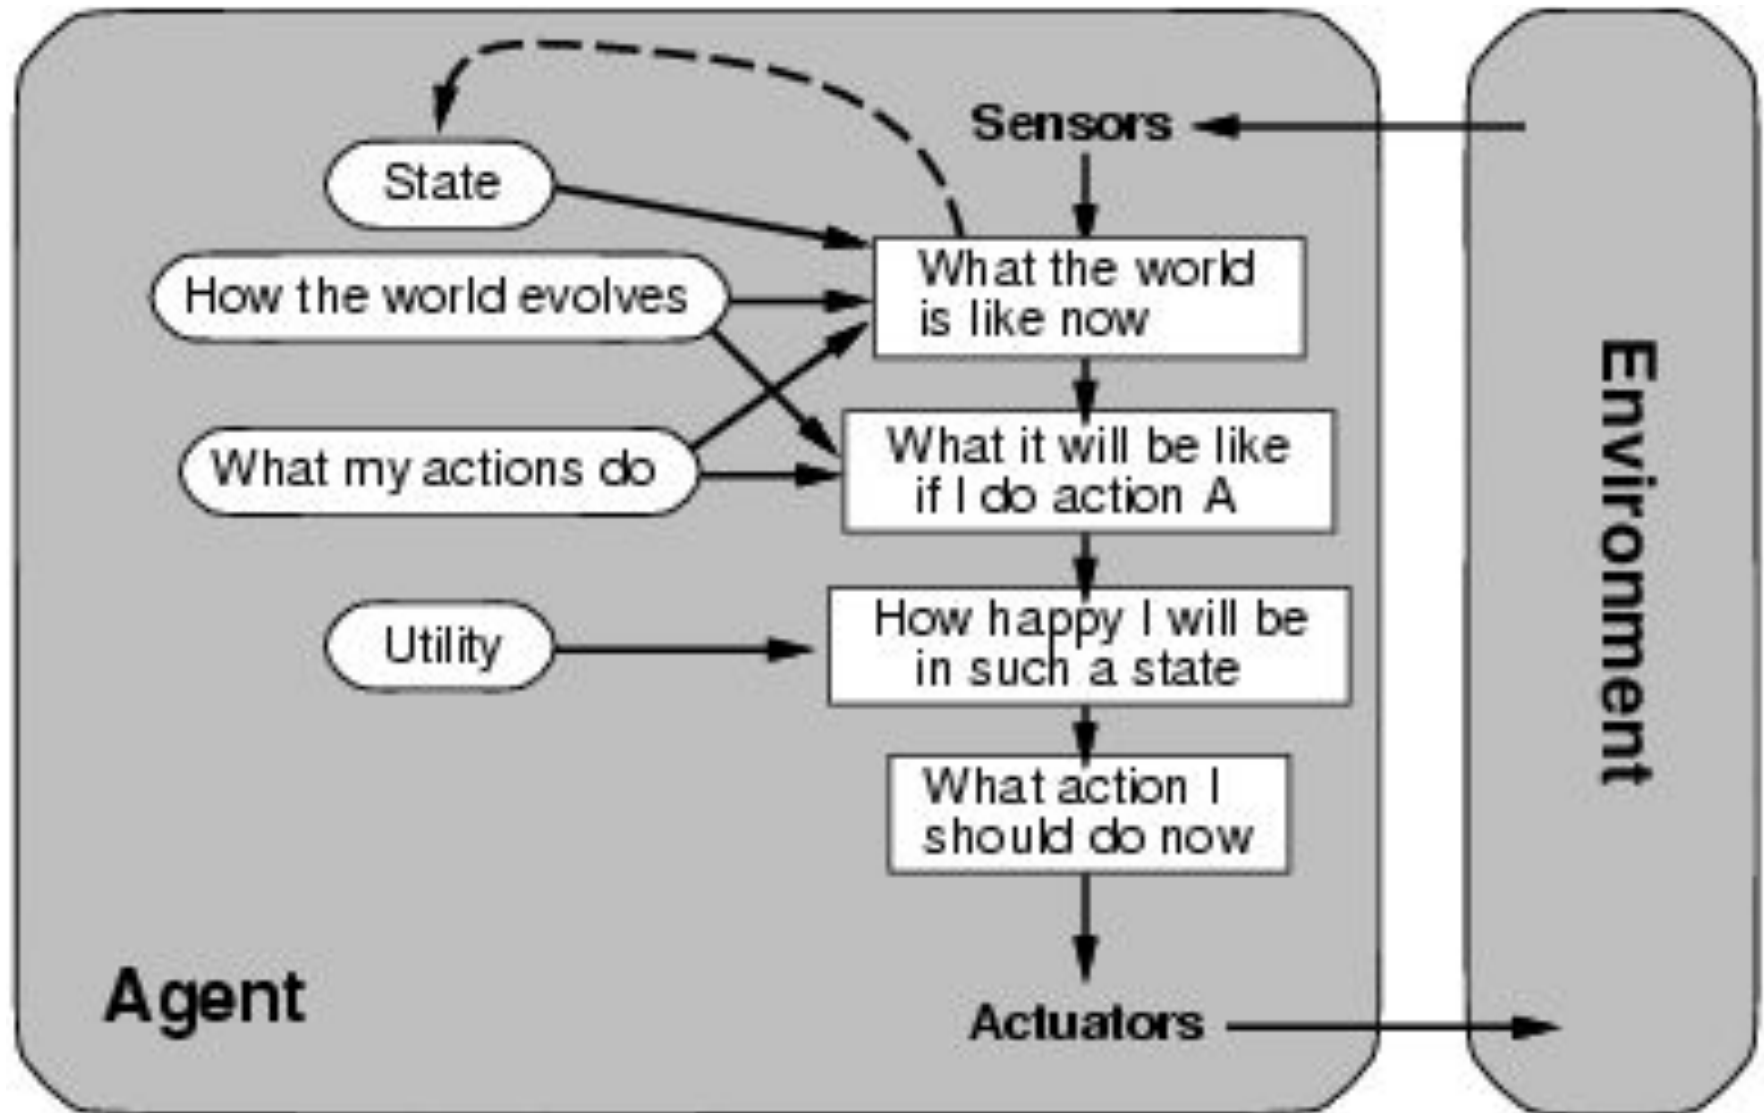 Sensors
State
What the world
is like now
How the world evolves
What it will be like
if I do action A
What my actions do
How happy I will be
in such a state
Utility
What action I
should do now
Agent
Actuators
Environment